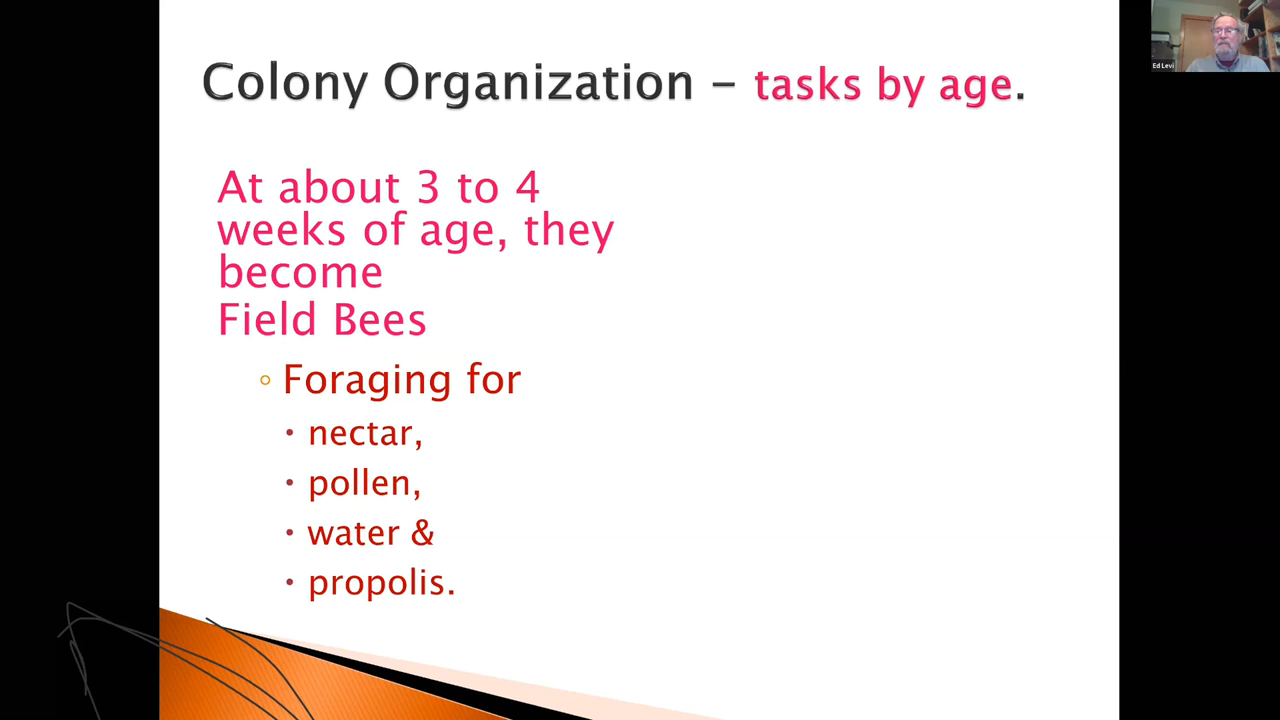 Colony Organization – tasks by age.
Ed Levi
At about 3 to 4
weeks of age, they
become
Field Bees
◦ Foraging for
• nectar,
• pollen,
• water &
• propolis.